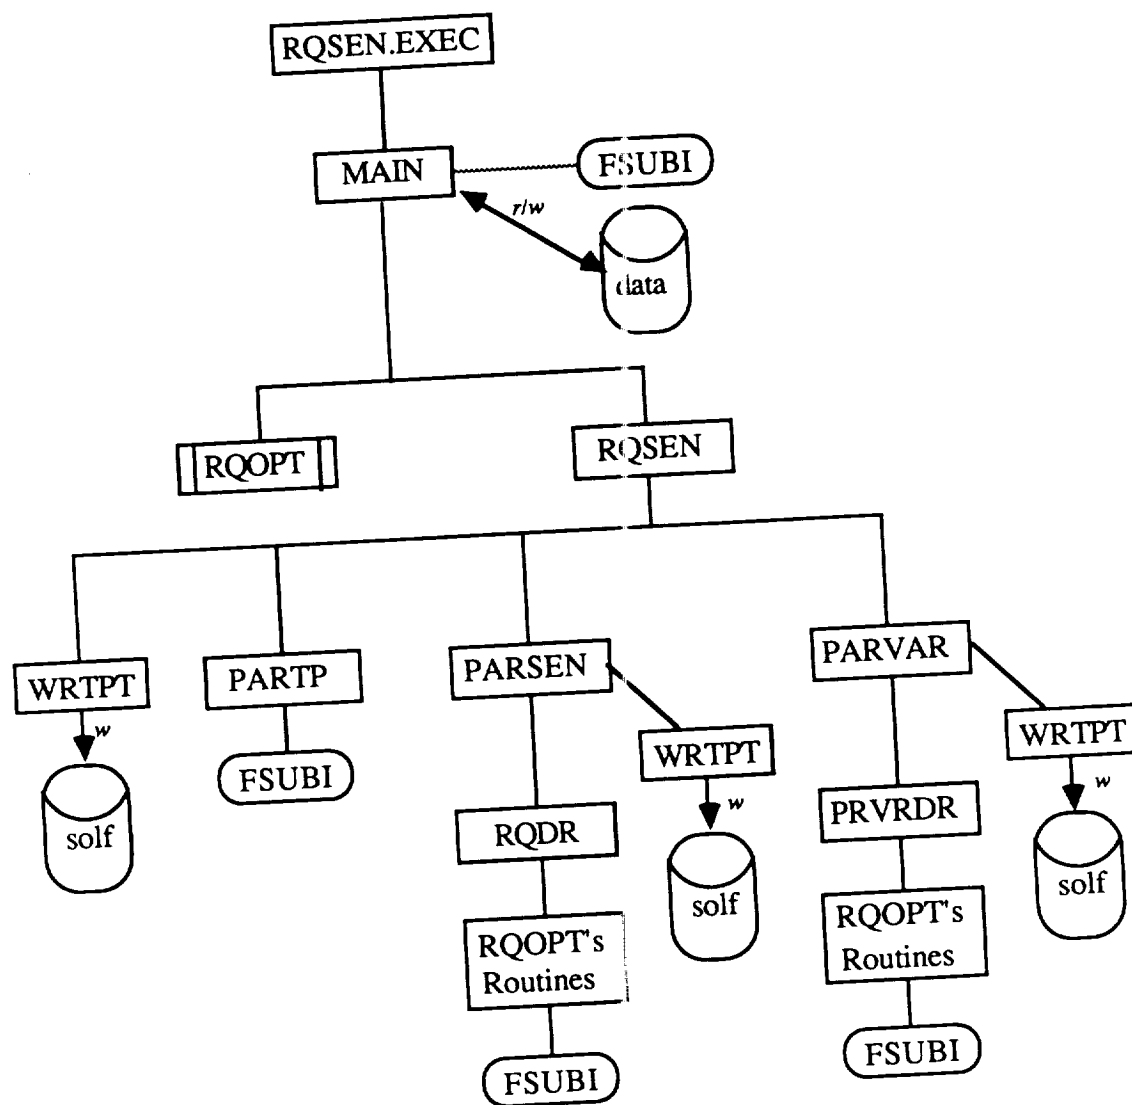 RQSEN.EXEC
MAIN
FSUBI
r/w
data
RQOPT
RQSEN
WRTPT
PARTP
PARSEN
PARVAR
w
FSUBI
WRTPT
WRTPT
solf
RQDR
w
PRVRDR
w
solf
solf
RQOPT's
Routines
RQOPT's
Routines
FSUBI
FSUBI